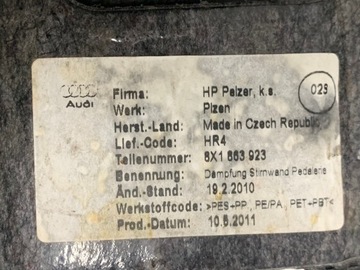 Audi
Firma: HP Pelzer, k.s.
025
Werk: Plzen
Herst.-Land: Made in Czech Republic
Lief.-Code: HR4
Teilenummer: 8X1 863 923
Benennung: Dämpfung Stirnwand Pedalerie
Änd.-Stand: 19.2.2010
Werkstoffcode: >PES+PP, PE/PA, PET+PBT<
Prod.-Datum: 10.6.2011